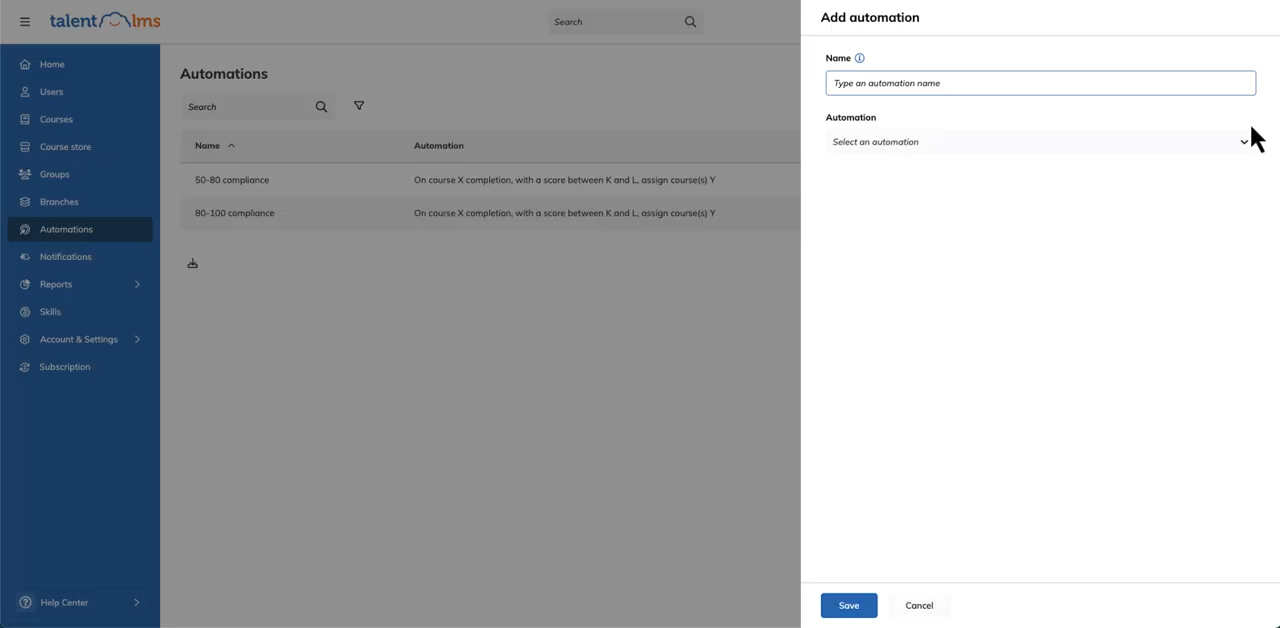 talentlms
Search
Home
Users
Courses
Course store
Groups
Branches
Automations
Notifications
Reports
Skills
Account & Settings
Subscription
Help Center
Automations
Search
Name Automation
50-80 compliance On course X completion, with a score between K and L, assign course(s) Y
80-100 compliance On course X completion, with a score between K and L, assign course(s) Y
Add automation
Name
Type an automation name
Automation
Select an automation
Save Cancel